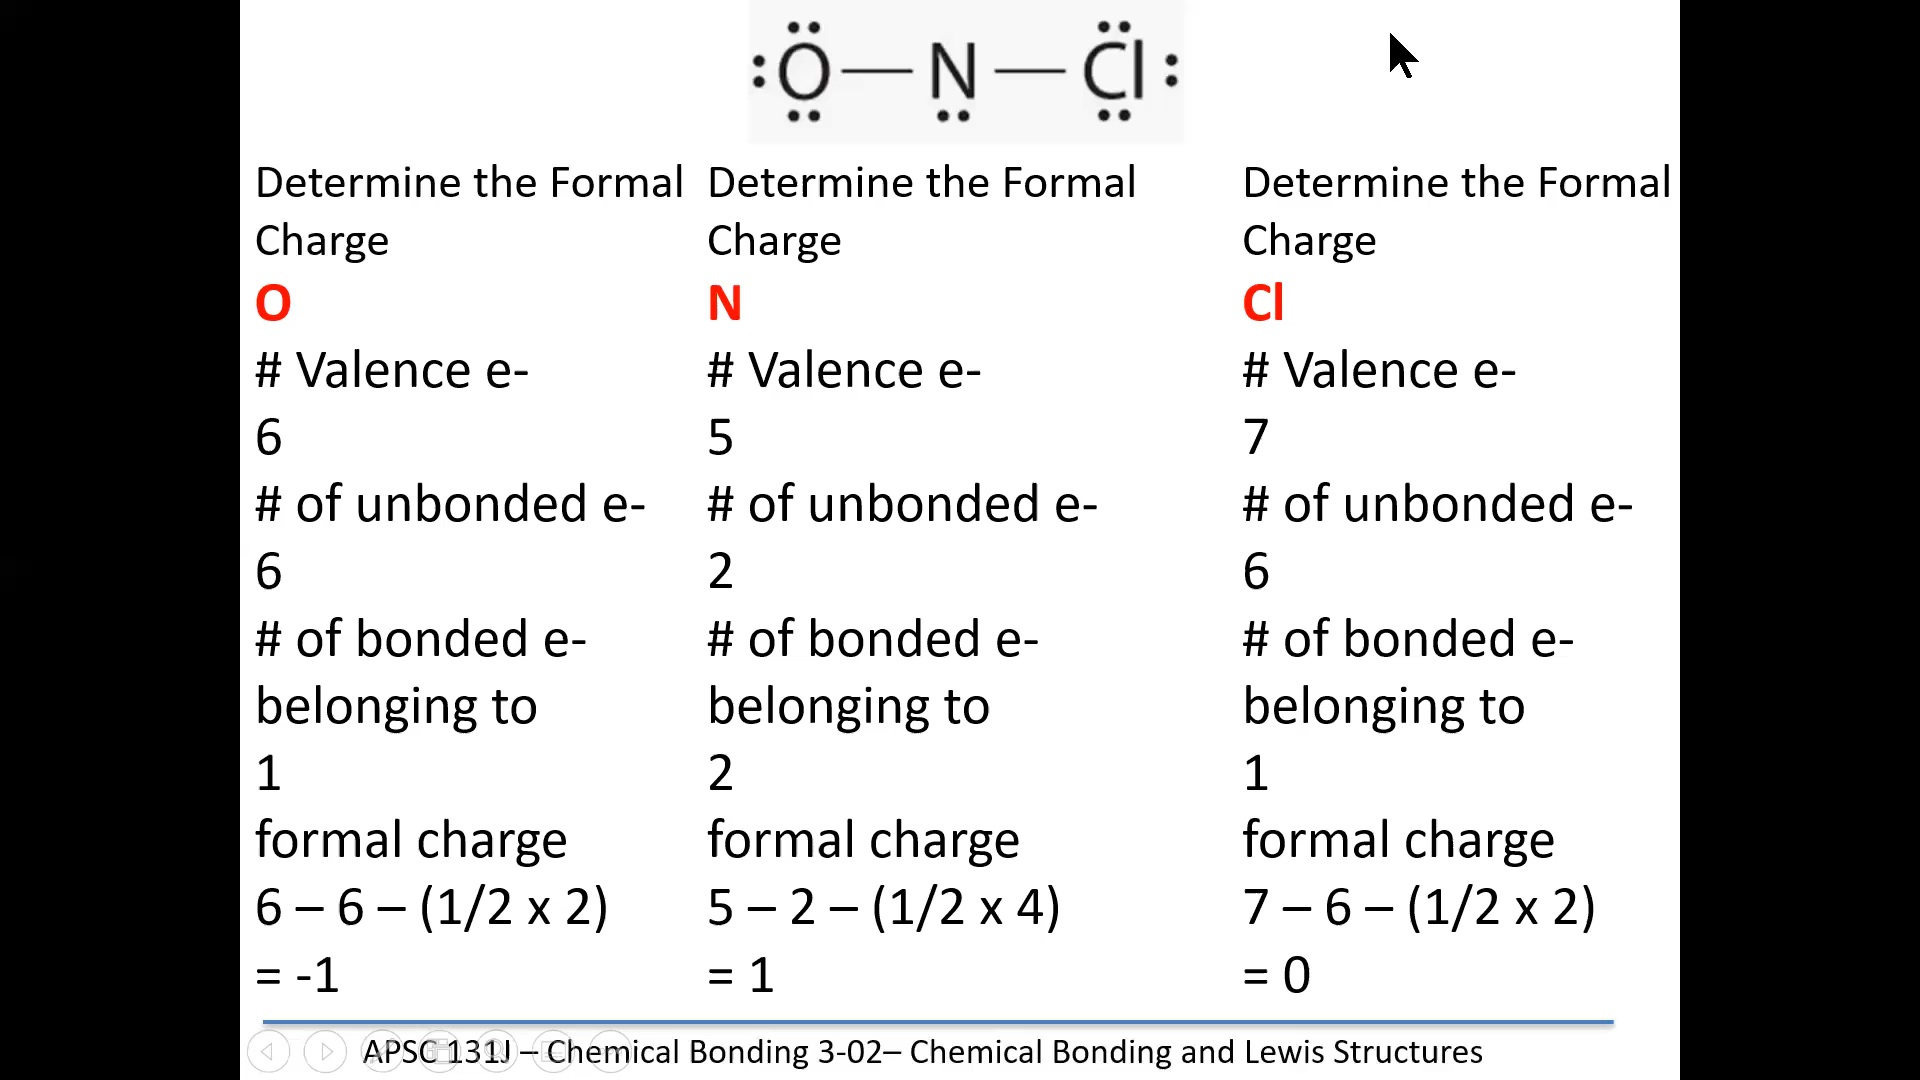 O — N — Cl
Determine the Formal
Charge
O
# Valence e-
6
# of unbonded e-
6
# of bonded e-
belonging to
1
formal charge
6 – 6 – (1/2 x 2)
= -1
Determine the Formal
Charge
N
# Valence e-
5
# of unbonded e-
2
# of bonded e-
belonging to
2
formal charge
5 – 2 – (1/2 x 4)
= 1
Determine the Formal
Charge
Cl
# Valence e-
7
# of unbonded e-
6
# of bonded e-
belonging to
1
formal charge
7 – 6 – (1/2 x 2)
= 0
APSC 131J – Chemical Bonding 3-02– Chemical Bonding and Lewis Structures